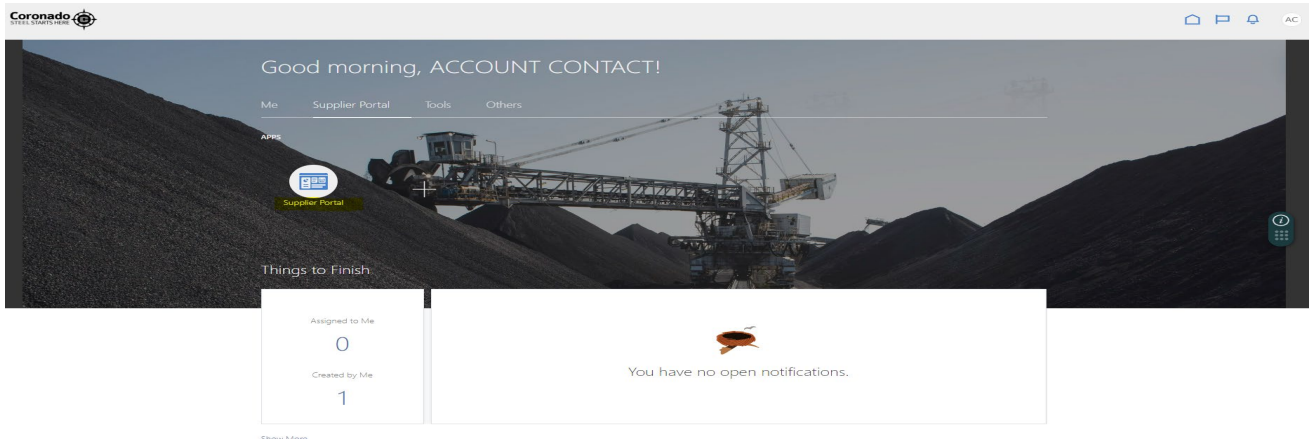 Coronado
STEEL STARTS HERE
AC
Good morning, ACCOUNT CONTACT!
Me Supplier Portal Tools Others
APPS
Supplier Portal
Things to Finish
Assigned to Me
0
Created by Me
1
You have no open notifications.
Show More